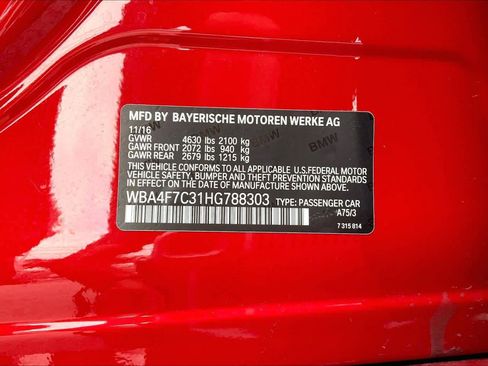 MFD BY BAYERISCHE MOTOREN WERKE AG
11/16
GVWR 4630 lbs 2100 kg
GAWR FRONT 2072 lbs 940 kg
GAWR REAR 2679 lbs 1215 kg
THIS VEHICLE CONFORMS TO ALL APPLICABLE U.S.FEDERAL MOTOR
VEHICLE SAFETY, BUMPER AND THEFT PREVENTION STANDARDS
IN EFFECT ON THE DATE OF MANUFACTURE SHOWN ABOVE.
WBA4F7C31HG788303 TYPE: PASSENGER CAR
A75/3
7 315 814
BMW
BMW
BMW